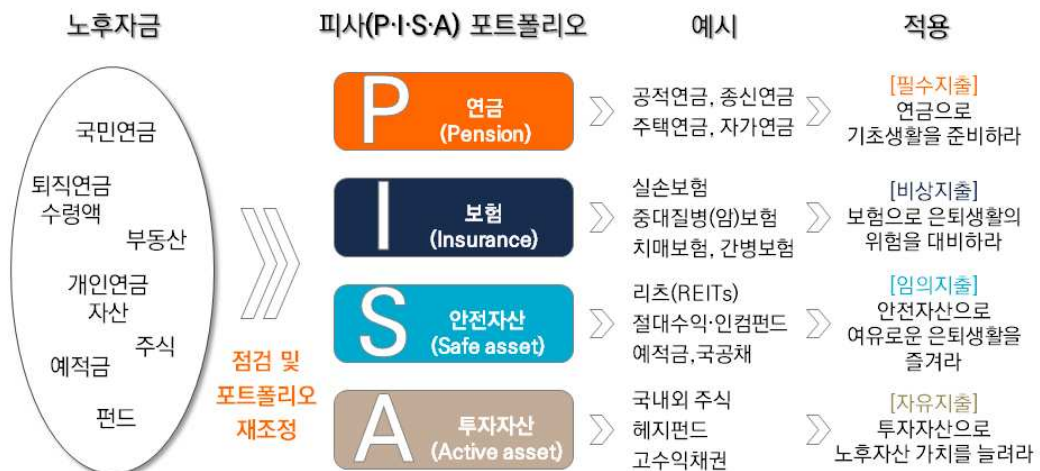 노후자금
피사(P·I·S·A) 포트폴리오
예시
적용
국민연금
퇴직연금
수령액
부동산
개인연금
자산
주식
예적금
펀드
점검 및
포트폴리오
재조정
P
연금
(Pension)
공적연금, 종신연금
주택연금, 자가연금
[필수지출]
연금으로
기초생활을 준비하라
I
보험
(Insurance)
실손보험
중대질병(암)보험
치매보험, 간병보험
[비상지출]
보험으로 은퇴생활의
위험을 대비하라
S
안전자산
(Safe asset)
리츠(REITs)
절대수익·인컴펀드
예적금,국공채
[임의지출]
안전자산으로
여유로운 은퇴생활을
즐겨라
A
투자자산
(Active asset)
국내외 주식
헤지펀드
고수익채권
[자유지출]
투자자산으로
노후자산 가치를 늘려라